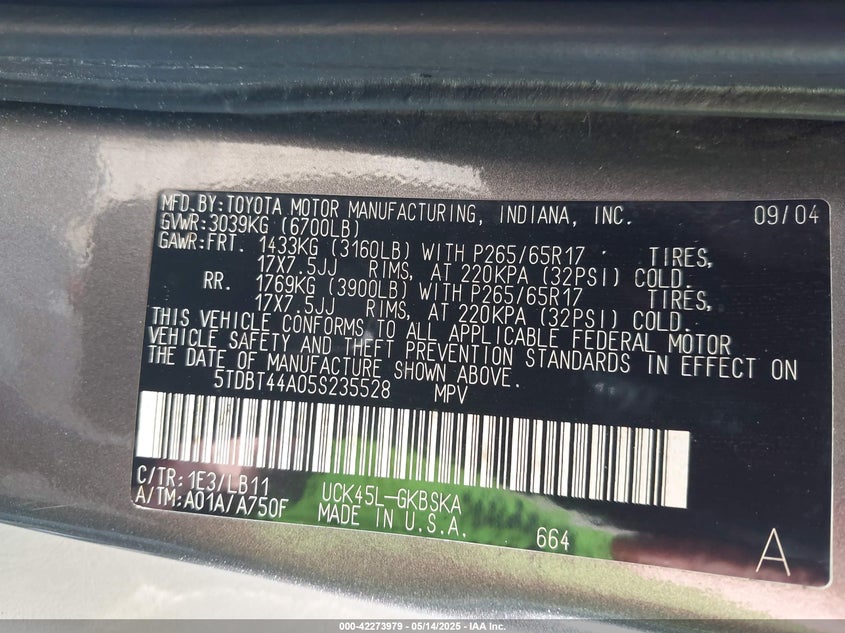 MFD.BY:TOYOTA MOTOR MANUFACTURING, INDIANA, INC. 09/04
GVWR:3039KG (6700LB)
GAWR:FRT. 1433KG (3160LB) WITH P265/65R17 TIRES,
17X7.5JJ RIMS, AT 220KPA (32PSI) COLD.
RR. 1769KG (3900LB) WITH P265/65R17 TIRES,
17X7.5JJ RIMS, AT 220KPA (32PSI) COLD.
THIS VEHICLE CONFORMS TO ALL APPLICABLE FEDERAL MOTOR
VEHICLE SAFETY AND THEFT PREVENTION STANDARDS IN EFFECT ON
THE DATE OF MANUFACTURE SHOWN ABOVE.
5TDBT44A05S235528 MPV
C/TR:1E3/LB11 UCK45L-GKBSKA
A/TM:A01A/A750F MADE IN U.S.A. 664 A
000-42273979 - 05/14/2025 - IAA Inc.